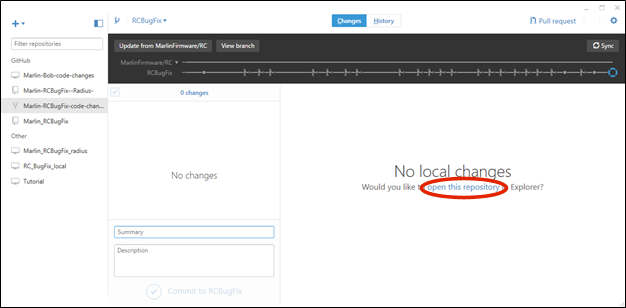 RCBugFix
Changes
History
Pull request
Filter repositories
GitHub
Marlin-Bob-code-changes
Marlin-RCBugFix--Radius-
Marlin-RCBugFix-code-chan...
Marlin_RCBugFix
Other
Marlin_RCBugFix_radius
RC_BugFix_local
Tutorial
Update from MarlinFirmware/RC
View branch
Sync
MarlinFirmware/RC
RCBugFix
0 changes
No changes
Summary
Description
Commit to RCBugFix
No local changes
Would you like to open this repository Explorer?